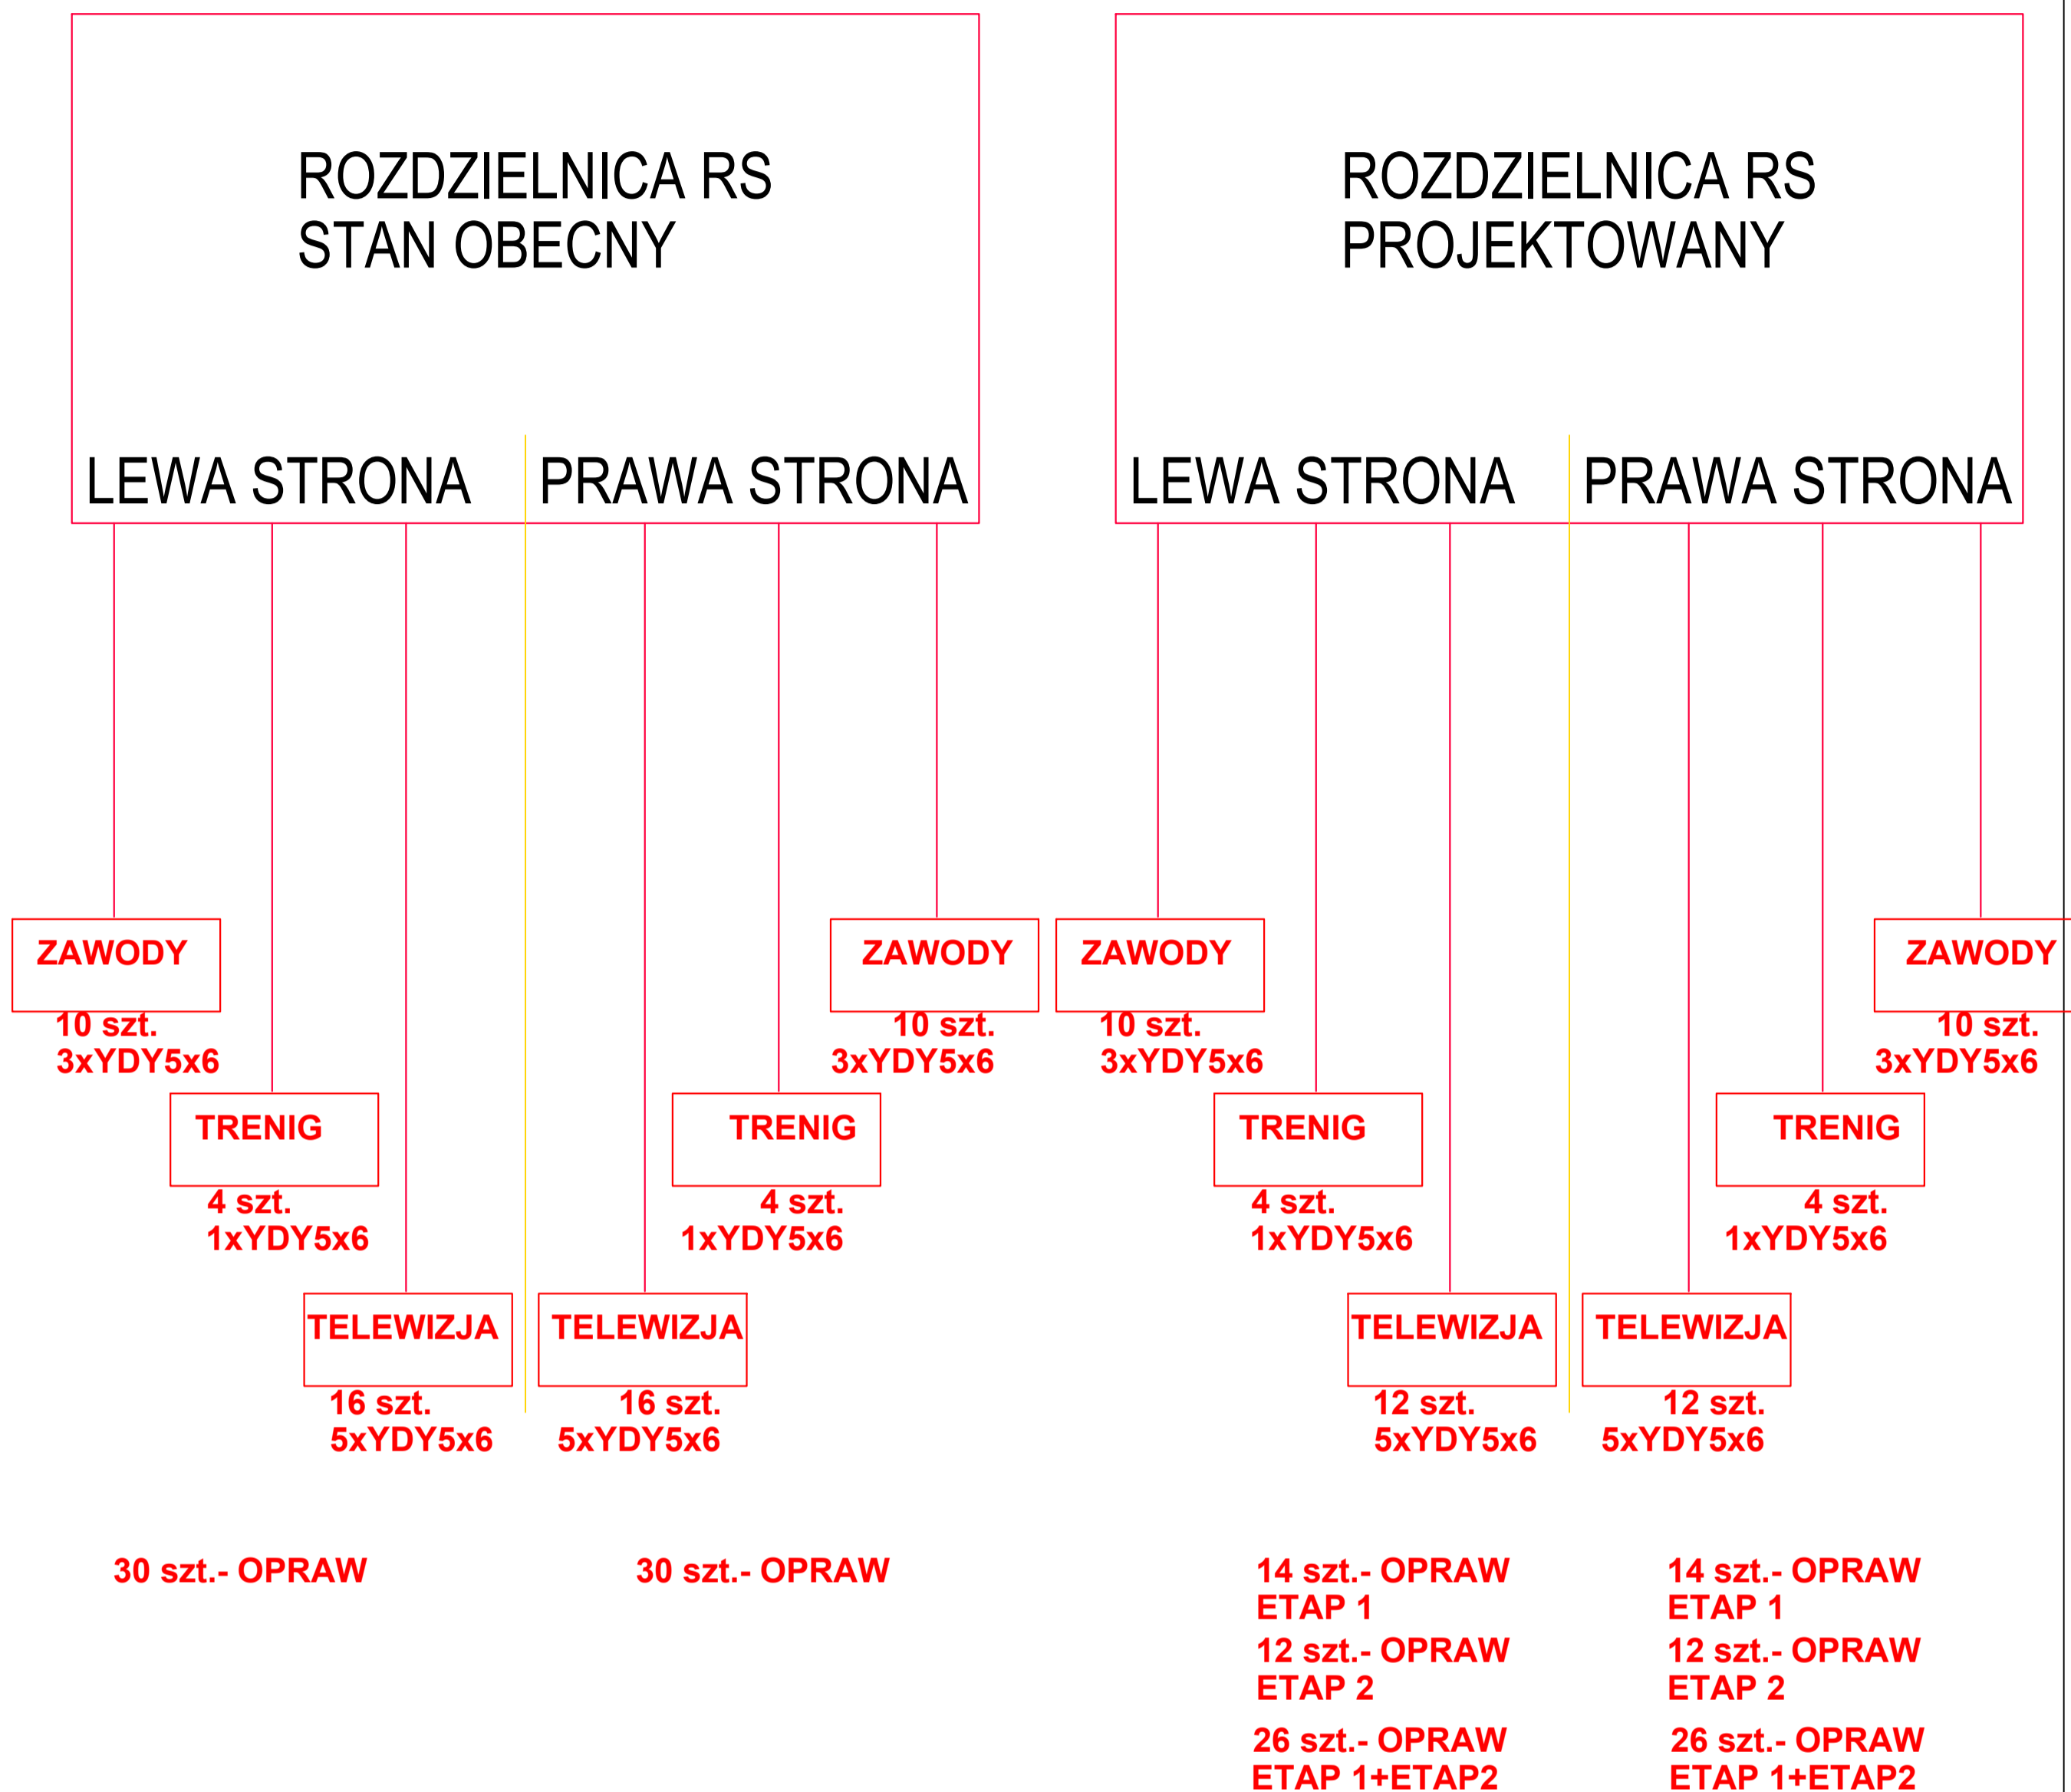 ROZDZIELNICA RS
STAN OBECNY
LEWA STRONA
PRAWA STRONA
ZAWODY
10 szt.
3xYDY5x6
TRENIG
4 szt.
1xYDY5x6
TELEWIZJA
16 szt.
5xYDY5x6
TELEWIZJA
16 szt.
5xYDY5x6
TRENIG
4 szt.
1xYDY5x6
ZAWODY
10 szt.
3xYDY5x6
30 szt.- OPRAW
30 szt.- OPRAW
ROZDZIELNICA RS
PROJEKTOWANY
LEWA STRONA
PRAWA STRONA
ZAWODY
10 szt.
3xYDY5x6
TRENIG
4 szt.
1xYDY5x6
TELEWIZJA
12 szt.
5xYDY5x6
TELEWIZJA
12 szt.
5xYDY5x6
TRENIG
4 szt.
1xYDY5x6
ZAWODY
10 szt.
3xYDY5x6
14 szt.- OPRAW
ETAP 1
12 szt.- OPRAW
ETAP 2
26 szt.- OPRAW
ETAP 1+ETAP2
14 szt.- OPRAW
ETAP 1
12 szt.- OPRAW
ETAP 2
26 szt.- OPRAW
ETAP 1+ETAP2